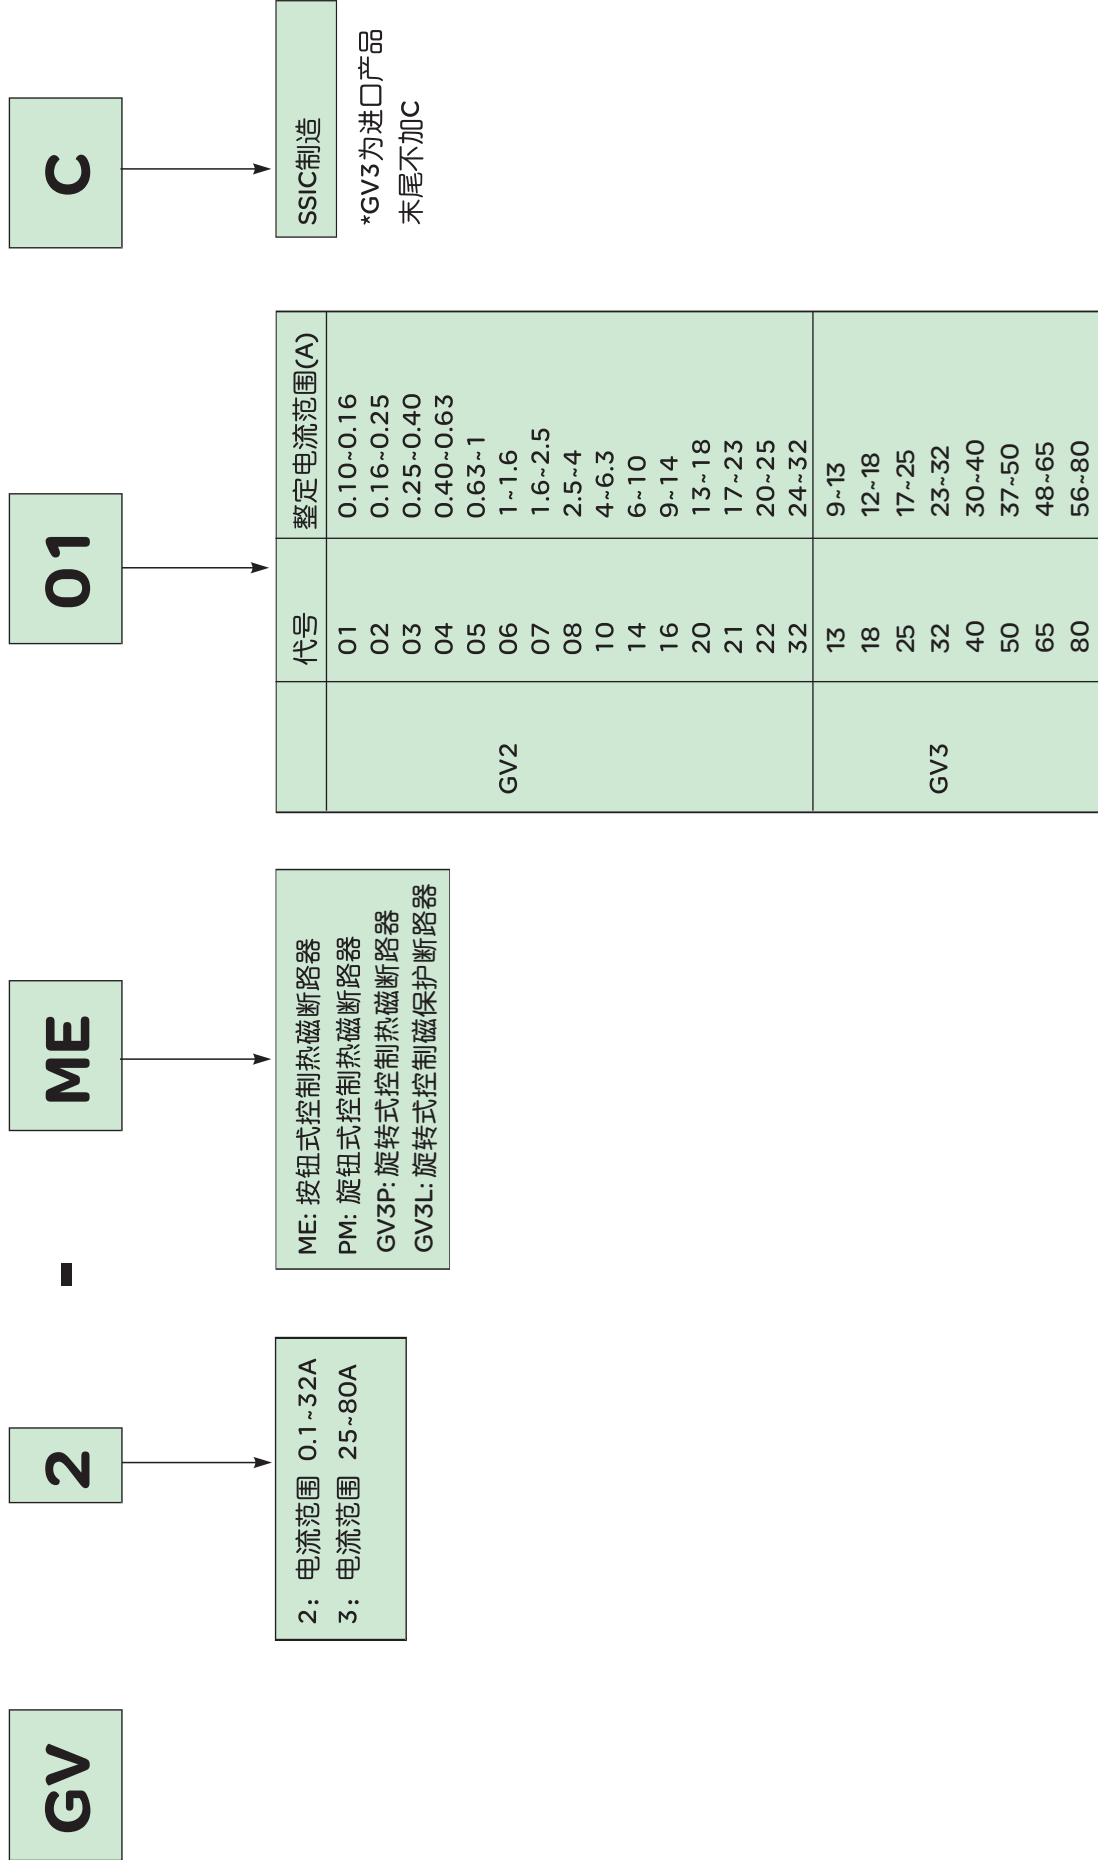 GV
2
-
ME
01
C
2: 电流范围 0.1~32A
3: 电流范围 25~80A
ME: 按钮式控制热磁断路器
PM: 旋钮式控制热磁断路器
GV3P: 旋转式控制热磁断路器
GV3L: 旋转式控制磁保护断路器
代号 整定电流范围(A)
01 0.10~0.16
02 0.16~0.25
03 0.25~0.40
04 0.40~0.63
05 0.63~1
GV2 06 1~1.6
07 1.6~2.5
08 2.5~4
10 4~6.3
14 6~10
16 9~14
20 13~18
21 17~23
22 20~25
32 24~32
13 9~13
18 12~18
25 17~25
GV3 32 23~32
40 30~40
50 37~50
65 48~65
80 56~80
SSIC制造
*GV3为进口产品
末尾不加C